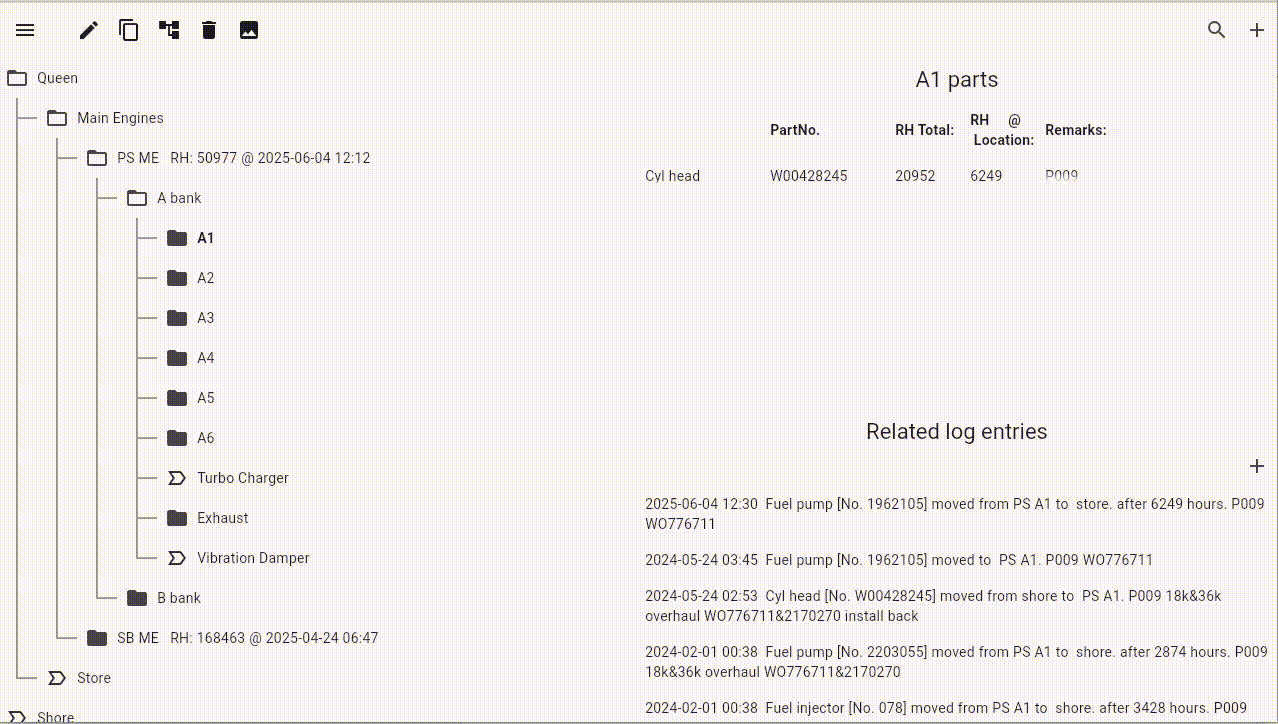 Queen
Main Engines
PS ME RH: 50977 @ 2025-06-04 12:12
A bank
A1
A2
A3
A4
A5
A6
Turbo Charger
Exhaust
Vibration Damper
B bank
SB ME RH: 168463 @ 2025-04-24 06:47
Store
Shore
A1 parts
PartNo. RH Total: RH @ Location: Remarks:
Cyl head W00428245 20952 6249 P009
Related log entries
2025-06-04 12:30 Fuel pump [No. 1962105] moved from PS A1 to store. after 6249 hours. P009
WO776711
2024-05-24 03:45 Fuel pump [No. 1962105] moved to PS A1. P009 WO776711
2024-05-24 02:53 Cyl head [No. W00428245] moved from shore to PS A1. P009 18k&36k
overhaul WO776711&2170270 install back
2024-02-01 00:38 Fuel pump [No. 2203055] moved from PS A1 to shore. after 2874 hours. P009
18k&36k overhaul WO776711&2170270
2024-02-01 00:38 Fuel injector [No. 078] moved from PS A1 to shore. after 3428 hours. P009